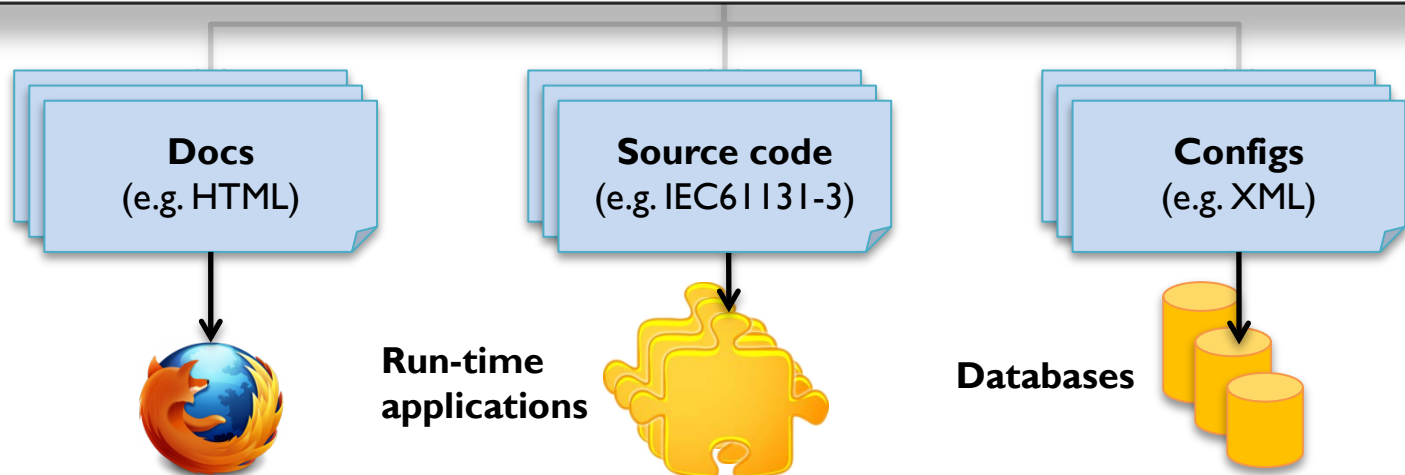 Docs
(e.g. HTML)
Source code
(e.g. IEC61131-3)
Configs
(e.g. XML)
Run-time
applications
Databases